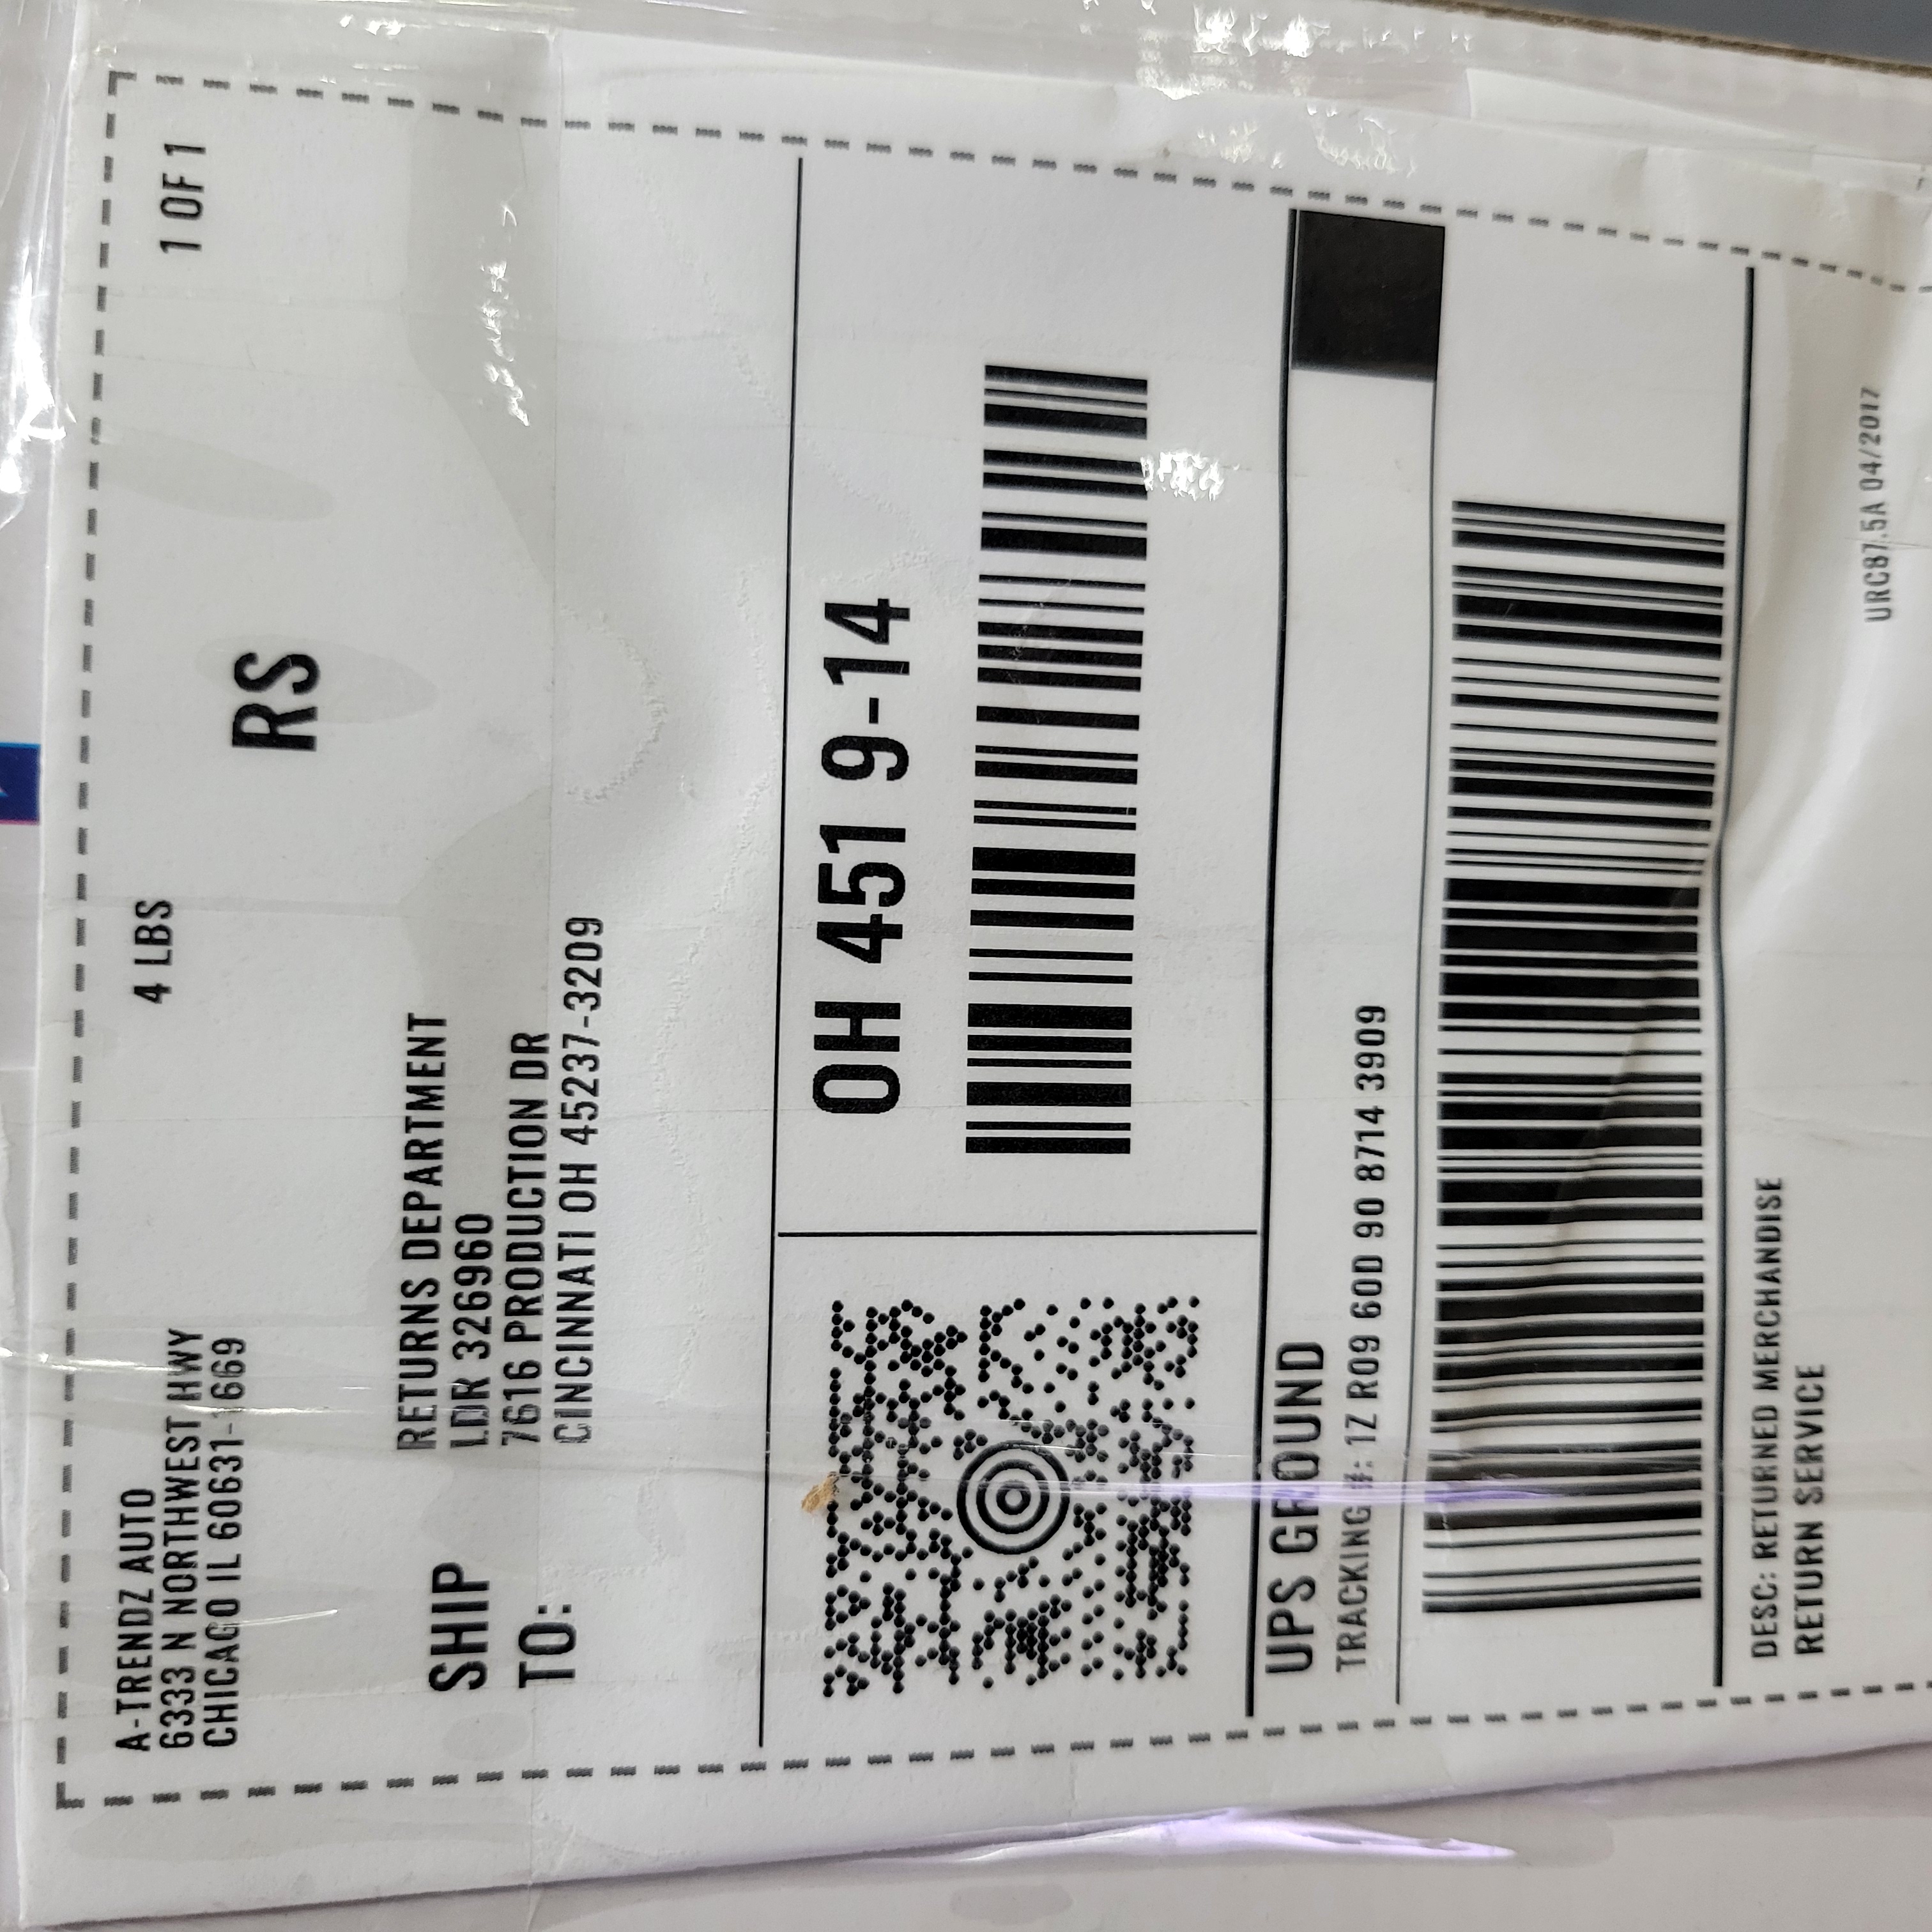 A-TRENDZ AUTO
6333 N NORTHWEST HWY
CHICAGO IL 60631-1669
4 LBS
1 OF 1
RS
SHIP
TO:
RETURNS DEPARTMENT
LDR 3326960
7616 PRODUCTION DR
CINCINNATI OH 45237-3209
OH 451 9-14
UPS GROUND
TRACKING #: 1Z R09 60D 90 8714 3909
DESC: RETURNED MERCHANDISE
RETURN SERVICE
URC87.5A 04/2017